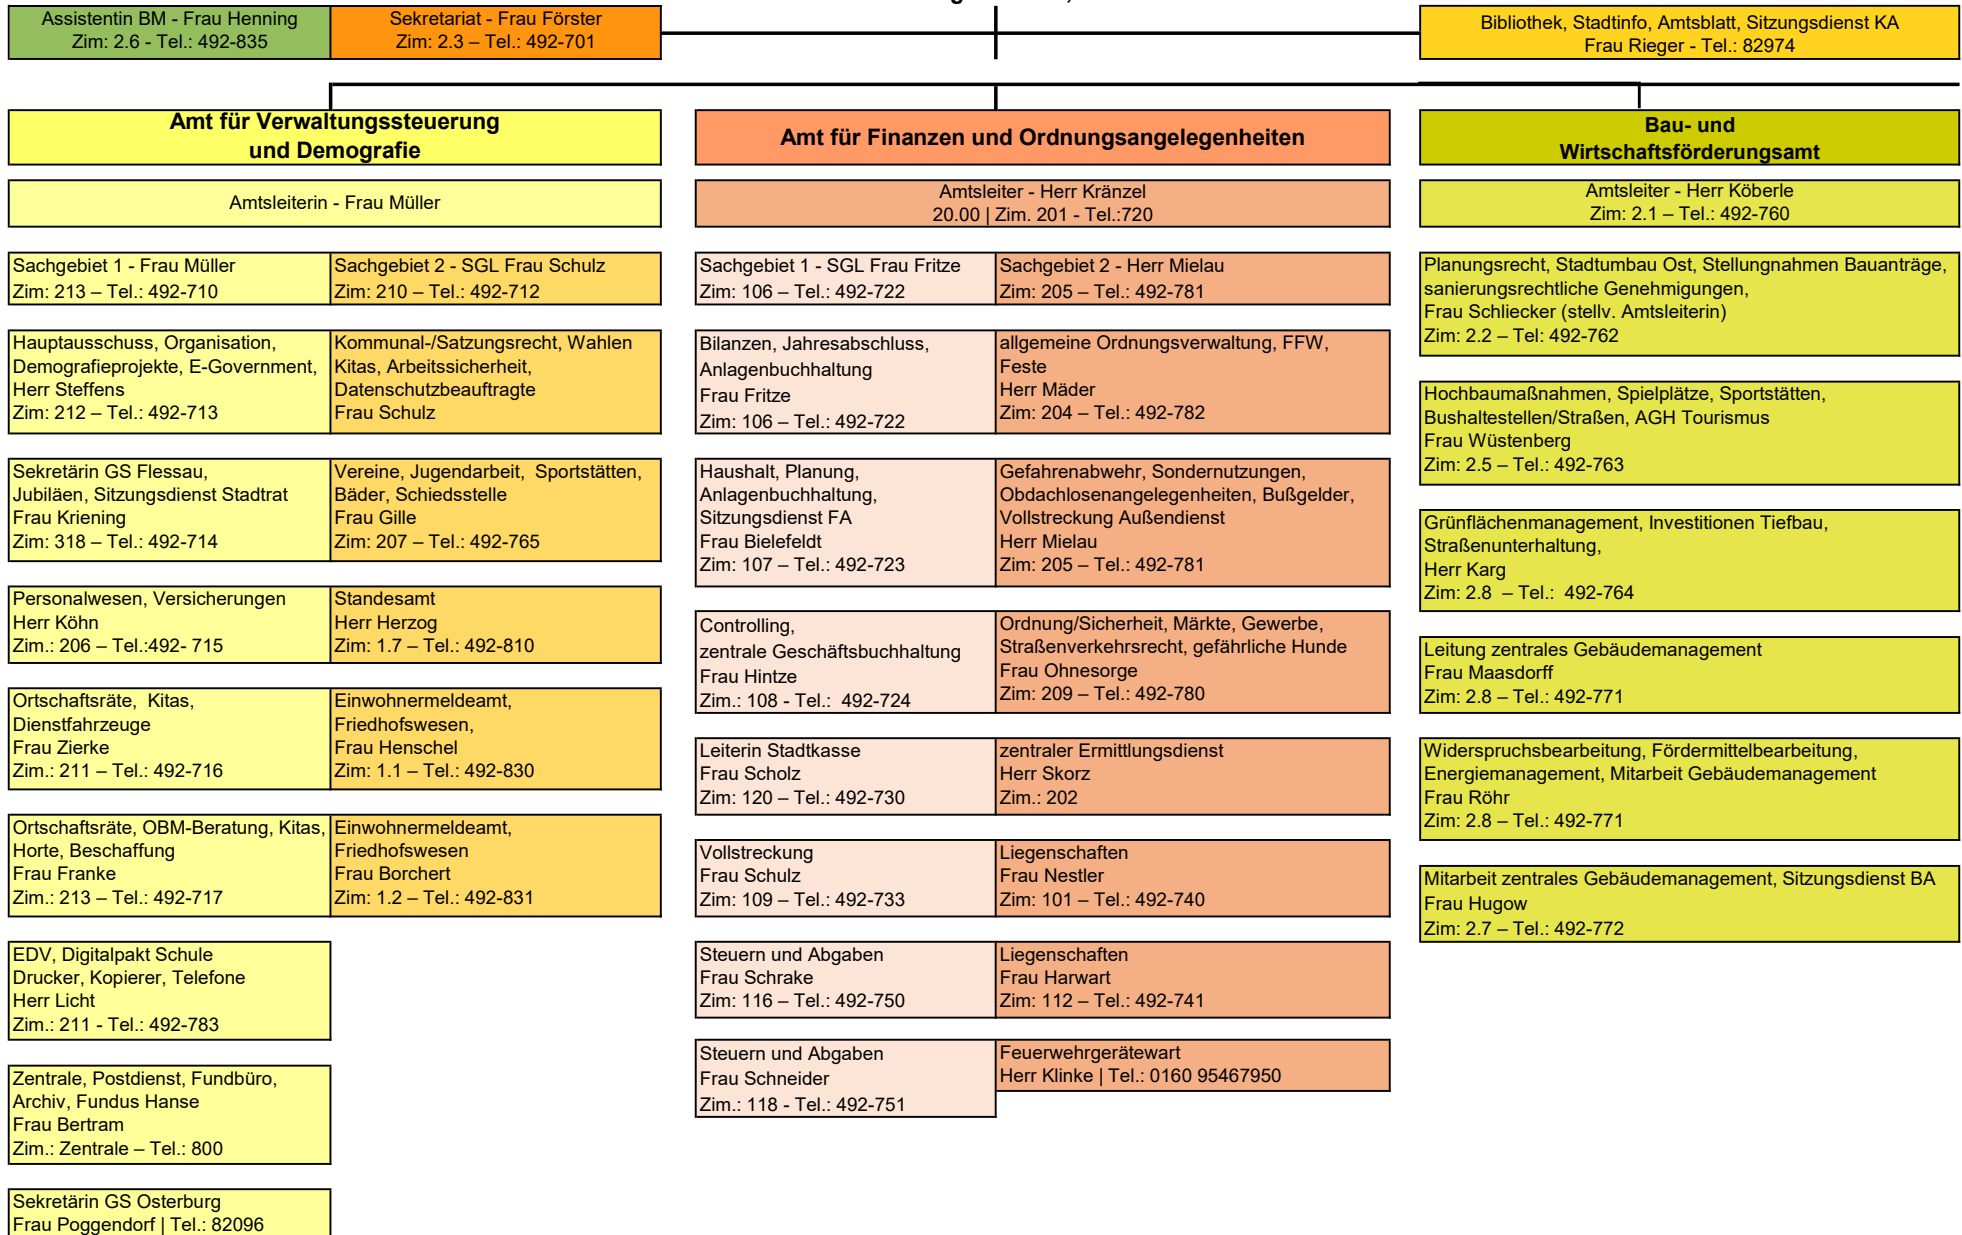 Assistentin BM - Frau Henning
Zim: 2.6 - Tel.: 492-835
Sekretariat - Frau Förster
Zim: 2.3 – Tel.: 492-701
Bibliothek, Stadtinfo, Amtsblatt, Sitzungsdienst KA
Frau Rieger - Tel.: 82974
Amt für Verwaltungssteuerung
und Demografie
Amtsleiterin - Frau Müller
Sachgebiet 1 - Frau Müller
Zim: 213 – Tel.: 492-710
Hauptausschuss, Organisation,
Demografieprojekte, E-Government,
Herr Steffens
Zim: 212 – Tel.: 492-713
Sekretärin GS Flessau,
Jubiläen, Sitzungsdienst Stadtrat
Frau Kriening
Zim: 318 – Tel.: 492-714
Personalwesen, Versicherungen
Herr Köhn
Zim.: 206 – Tel.:492- 715
Ortschaftsräte, Kitas,
Dienstfahrzeuge
Frau Zierke
Zim.: 211 – Tel.: 492-716
Ortschaftsräte, OBM-Beratung, Kitas,
Horte, Beschaffung
Frau Franke
Zim.: 213 – Tel.: 492-717
EDV, Digitalpakt Schule
Drucker, Kopierer, Telefone
Herr Licht
Zim.: 211 - Tel.: 492-783
Zentrale, Postdienst, Fundbüro,
Archiv, Fundus Hanse
Frau Bertram
Zim.: Zentrale – Tel.: 800
Sekretärin GS Osterburg
Frau Poggendorf | Tel.: 82096
Sachgebiet 2 - SGL Frau Schulz
Zim: 210 – Tel.: 492-712
Kommunal-/Satzungsrecht, Wahlen
Kitas, Arbeitssicherheit,
Datenschutzbeauftragte
Frau Schulz
Vereine, Jugendarbeit, Sportstätten,
Bäder, Schiedsstelle
Frau Gille
Zim: 207 – Tel.: 492-765
Standesamt
Herr Herzog
Zim: 1.7 – Tel.: 492-810
Einwohnermeldeamt,
Friedhofswesen,
Frau Henschel
Zim: 1.1 – Tel.: 492-830
Einwohnermeldeamt,
Friedhofswesen
Frau Borchert
Zim: 1.2 – Tel.: 492-831
Amt für Finanzen und Ordnungsangelegenheiten
Amtsleiter - Herr Kränzel
20.00 | Zim. 201 - Tel.:720
Sachgebiet 1 - SGL Frau Fritze
Zim: 106 – Tel.: 492-722
Bilanzen, Jahresabschluss,
Anlagenbuchhaltung
Frau Fritze
Zim: 106 – Tel.: 492-722
Haushalt, Planung,
Anlagenbuchhaltung,
Sitzungsdienst FA
Frau Bielefeldt
Zim: 107 – Tel.: 492-723
Controlling,
zentrale Geschäftsbuchhaltung
Frau Hintze
Zim.: 108 - Tel.: 492-724
Leiterin Stadtkasse
Frau Scholz
Zim: 120 – Tel.: 492-730
Vollstreckung
Frau Schulz
Zim: 109 – Tel.: 492-733
Steuern und Abgaben
Frau Schrake
Zim: 116 – Tel.: 492-750
Steuern und Abgaben
Frau Schneider
Zim.: 118 - Tel.: 492-751
Sachgebiet 2 - Herr Mielau
Zim: 205 – Tel.: 492-781
allgemeine Ordnungsverwaltung, FFW,
Feste
Herr Mäder
Zim: 204 – Tel.: 492-782
Gefahrenabwehr, Sondernutzungen,
Obdachlosenangelegenheiten, Bußgelder,
Vollstreckung Außendienst
Herr Mielau
Zim: 205 – Tel.: 492-781
Ordnung/Sicherheit, Märkte, Gewerbe,
Straßenverkehrsrecht, gefährliche Hunde
Frau Ohnesorge
Zim: 209 – Tel.: 492-780
zentraler Ermittlungsdienst
Herr Skorz
Zim.: 202
Liegenschaften
Frau Nestler
Zim: 101 – Tel.: 492-740
Liegenschaften
Frau Harwart
Zim: 112 – Tel.: 492-741
Feuerwehrgerätewart
Herr Klinke | Tel.: 0160 95467950
Bau- und
Wirtschaftsförderungsamt
Amtsleiter - Herr Köberle
Zim: 2.1 – Tel.: 492-760
Planungsrecht, Stadtumbau Ost, Stellungnahmen Bauanträge,
sanierungsrechtliche Genehmigungen,
Frau Schliecker (stellv. Amtsleiterin)
Zim: 2.2 – Tel: 492-762
Hochbaumaßnahmen, Spielplätze, Sportstätten,
Bushaltestellen/Straßen, AGH Tourismus
Frau Wüstenberg
Zim: 2.5 – Tel.: 492-763
Grünflächenmanagement, Investitionen Tiefbau,
Straßenunterhaltung,
Herr Karg
Zim: 2.8 – Tel.: 492-764
Leitung zentrales Gebäudemanagement
Frau Maasdorff
Zim: 2.8 – Tel.: 492-771
Widerspruchsbearbeitung, Fördermittelbearbeitung,
Energiemanagement, Mitarbeit Gebäudemanagement
Frau Röhr
Zim: 2.8 – Tel.: 492-771
Mitarbeit zentrales Gebäudemanagement, Sitzungsdienst BA
Frau Hugow
Zim: 2.7 – Tel.: 492-772